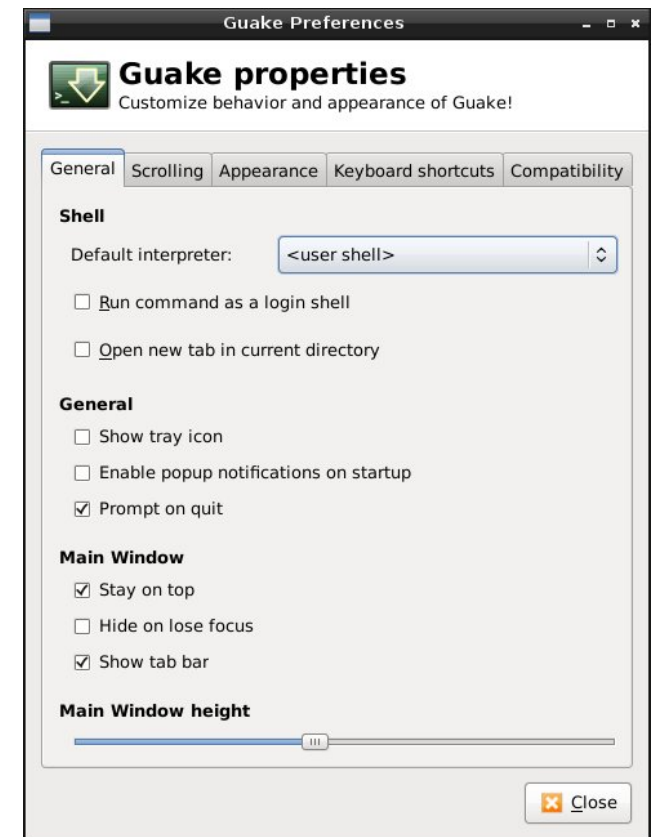 Guake Preferences
Guake properties
Customize behavior and appearance of Guake!
General Scrolling Appearance Keyboard shortcuts Compatibility
Shell
Default interpreter: <user shell>
Run command as a login shell
Open new tab in current directory
General
Show tray icon
Enable popup notifications on startup
Prompt on quit
Main Window
Stay on top
Hide on lose focus
Show tab bar
Main Window height
Close